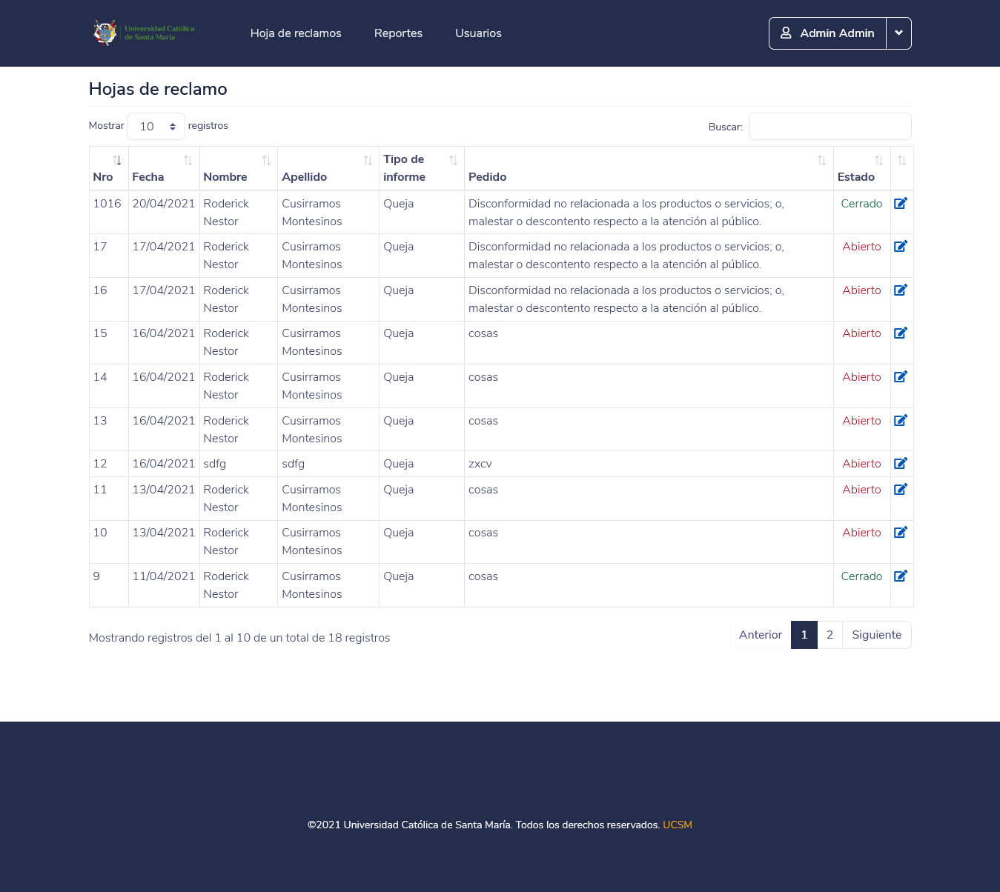 Universidad Católica
de Santa María
Hoja de reclamos
Reportes
Usuarios
Admin Admin
Hojas de reclamo
Mostrar 10 registros
Buscar:
Nro Fecha Nombre Apellido Tipo de informe Pedido Estado
1016 20/04/2021 Roderick Cusirramos Queja Disconformidad no relacionada a los productos o servicios; o, Cerrado
Nestor Montesinos malestar o descontento respecto a la atención al público.
17 17/04/2021 Roderick Cusirramos Queja Disconformidad no relacionada a los productos o servicios; o, Abierto
Nestor Montesinos malestar o descontento respecto a la atención al público.
16 17/04/2021 Roderick Cusirramos Queja Disconformidad no relacionada a los productos o servicios; o, Abierto
Nestor Montesinos malestar o descontento respecto a la atención al público.
15 16/04/2021 Roderick Cusirramos Queja cosas Abierto
Nestor Montesinos
14 16/04/2021 Roderick Cusirramos Queja cosas Abierto
Nestor Montesinos
13 16/04/2021 Roderick Cusirramos Queja cosas Abierto
Nestor Montesinos
12 16/04/2021 sdfg sdfg Queja zxcv Abierto
11 13/04/2021 Roderick Cusirramos Queja cosas Abierto
Nestor Montesinos
10 13/04/2021 Roderick Cusirramos Queja cosas Abierto
Nestor Montesinos
9 11/04/2021 Roderick Cusirramos Queja cosas Cerrado
Nestor Montesinos
Mostrando registros del 1 al 10 de un total de 18 registros
Anterior 1 2 Siguiente
©2021 Universidad Católica de Santa María. Todos los derechos reservados. UCSM